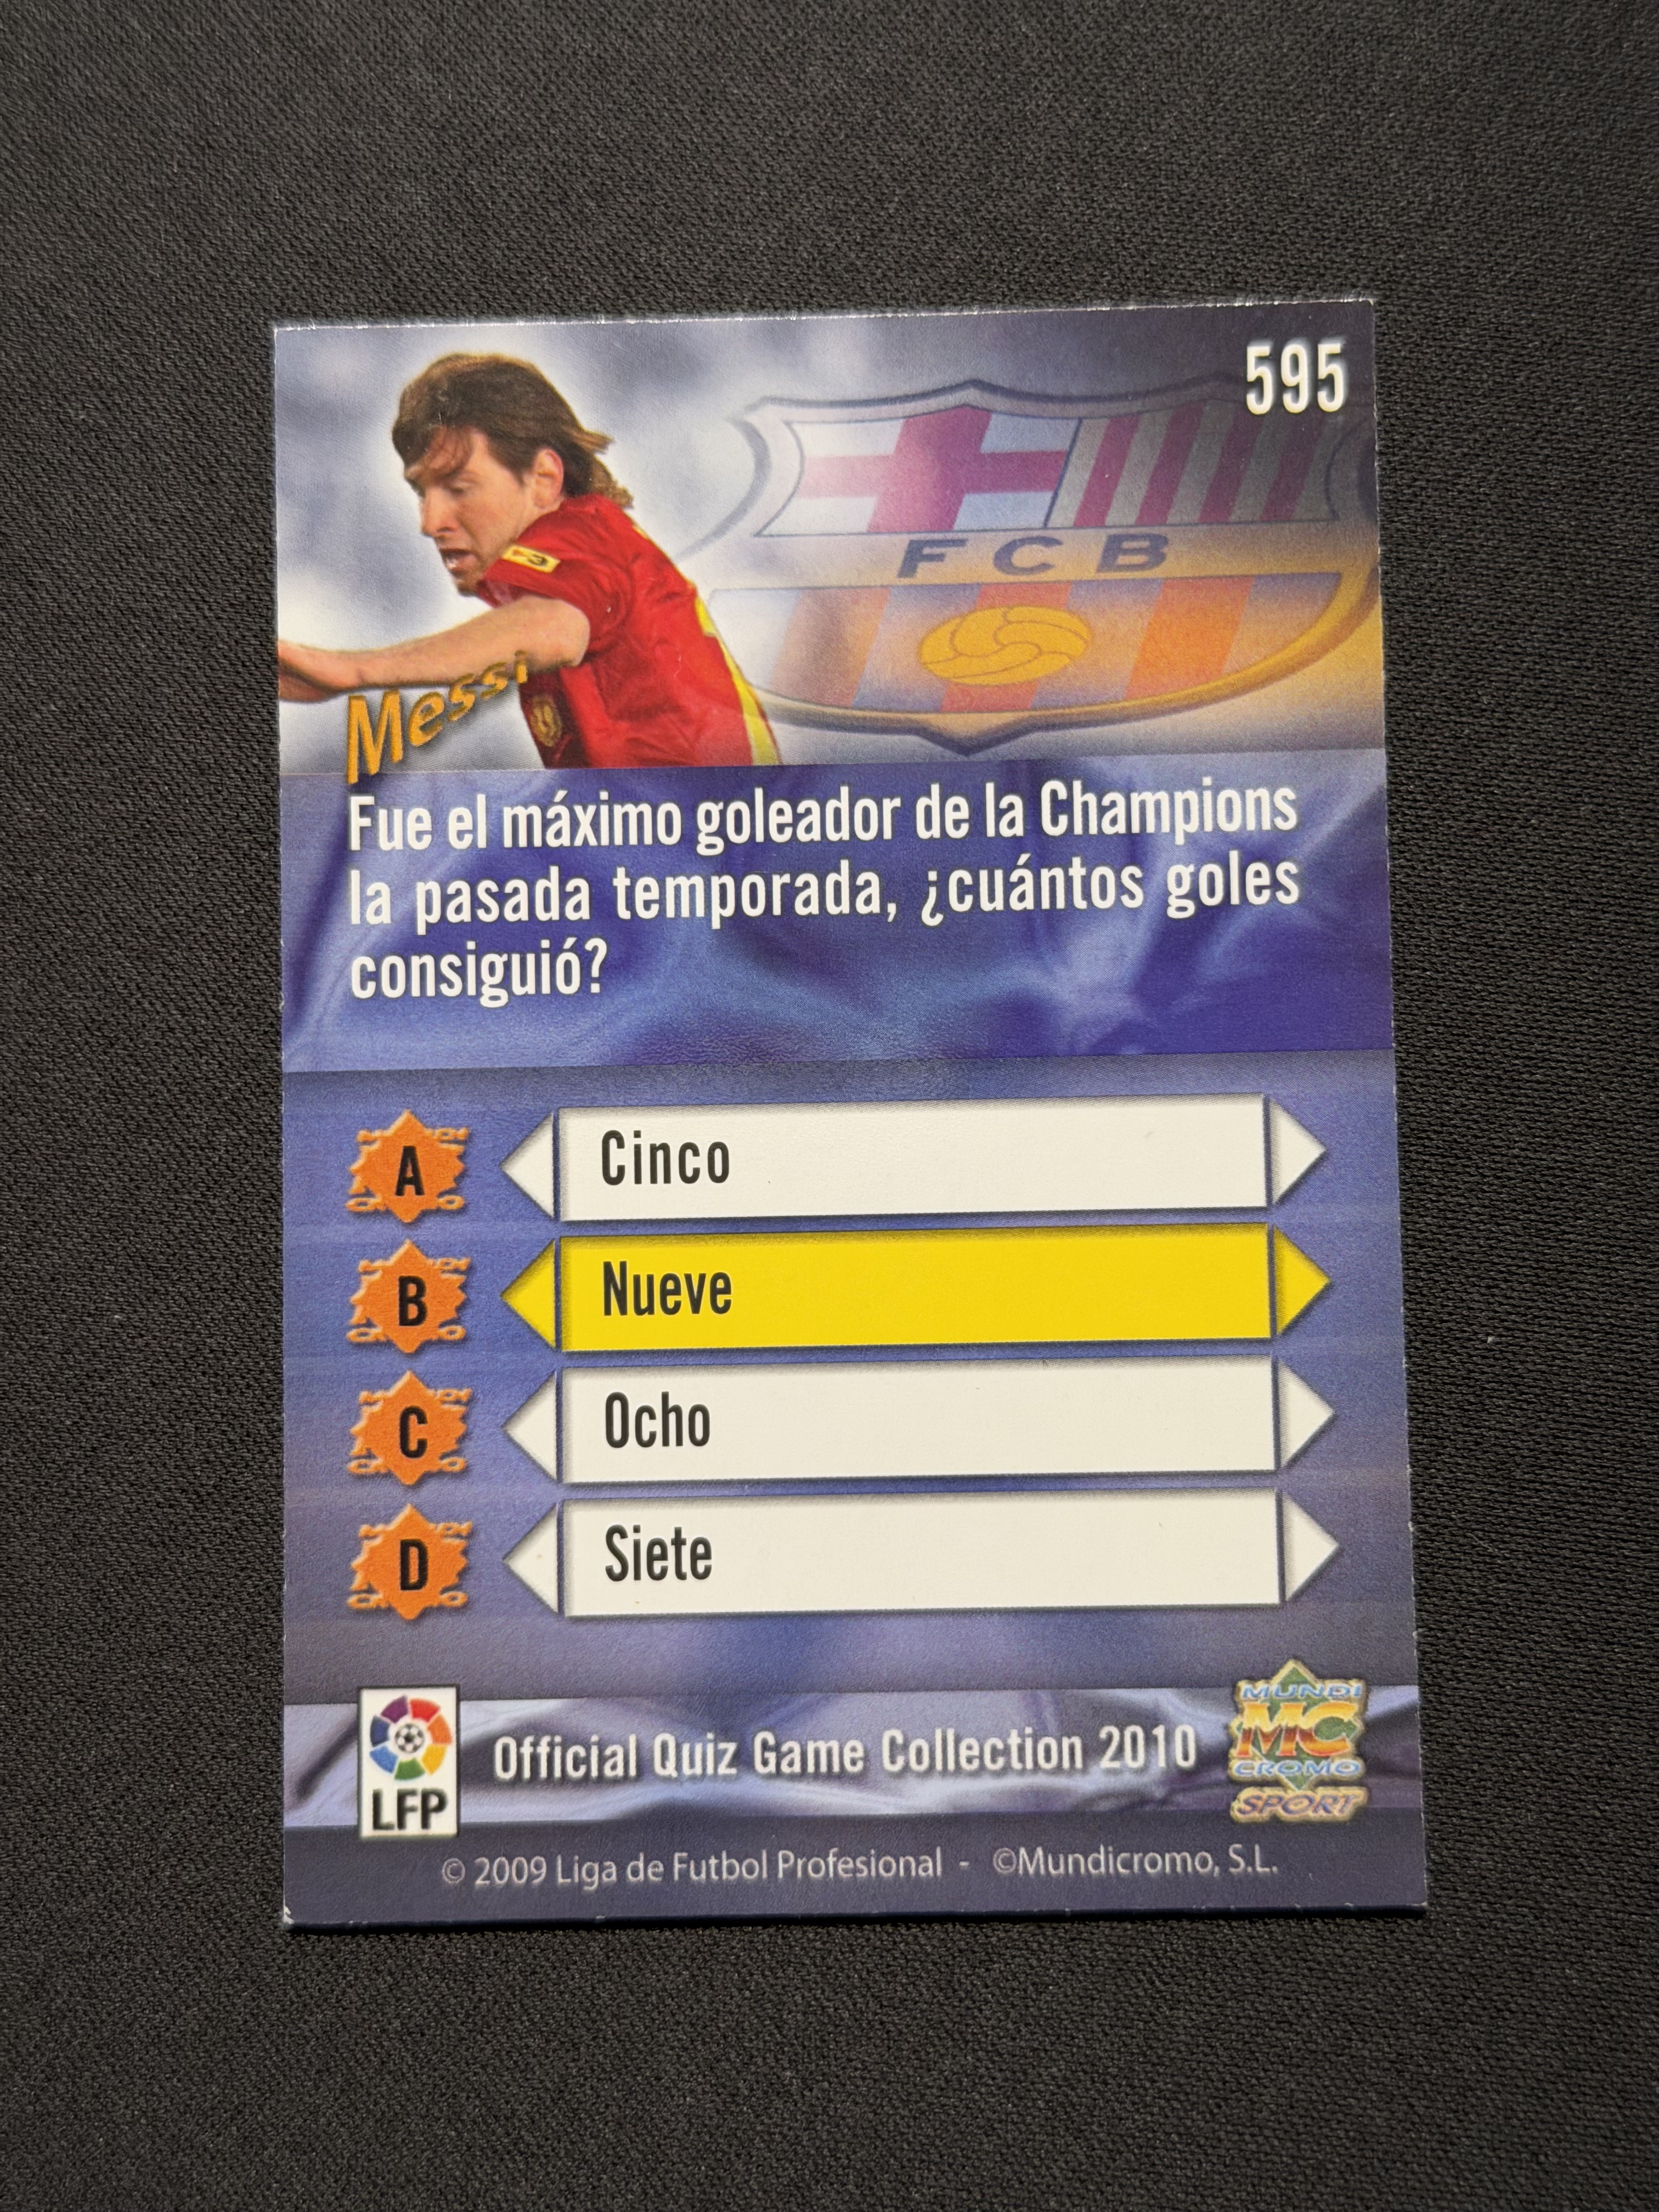 595
FCB
Messi
Fue el máximo goleador de la Champions
la pasada temporada, ¿cuántos goles
consiguió?
A Cinco
B Nueve
C Ocho
D Siete
LFP
Official Quiz Game Collection 2010
MUNDI
MC
CROMO
SPORT
© 2009 Liga de Futbol Profesional - ©Mundicromo, S.L.